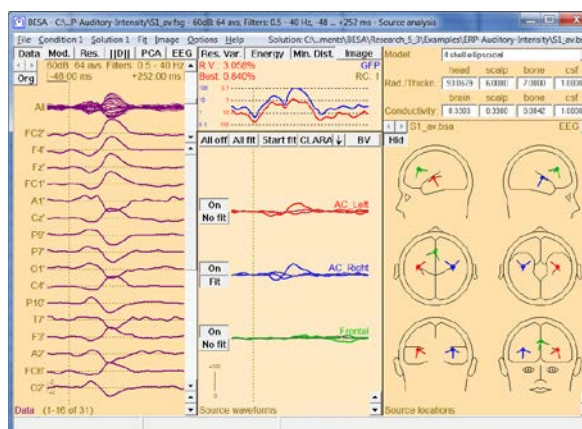 BESA - C:\...P-Auditory-Intensity\S1_av.fsg - 60dB 64 avs, Filters: 0.5 - 40 Hz, -48 ... +252 ms - Source analysis
File Condition 1 Solution 1 Fit Image Options Help Solution: C:\...ments\BESA\Research_5_3\Examples\ERP-Auditory-Intensity\S1_av.bsa
Data Mod. Res. ||D|| PCA EEG
Res. Var. Energy Min. Dist. Image
Model: 4 shell ellipsoidal
60dB 64 avs Filters: 0.5 - 40 Hz
-48.00 ms +252.00 ms
Org
R.V.: 3.058% GFP
Best: 0.840% RC: 1
head scalp bone csf
Rad./Thickn.
6.0000 7.0000 1.0000
brain scalp bone csf
Conductivity:
0.3300 0.3300 0.0042 1.0000
S1_av.bsa EEG
All off All fit Start fit CLARA BV
Hld
All
FC2'
F4'
Fz'
FC1'
A1'
Cz'
P9'
P7'
O1'
C4'
P10'
T7'
F3'
A2'
FC6'
O2'
On
No fit
AC_Left
On
Fit
AC_Right
On
No fit
Frontal
Data (1-16 of 31)
Source waveforms
Source locations